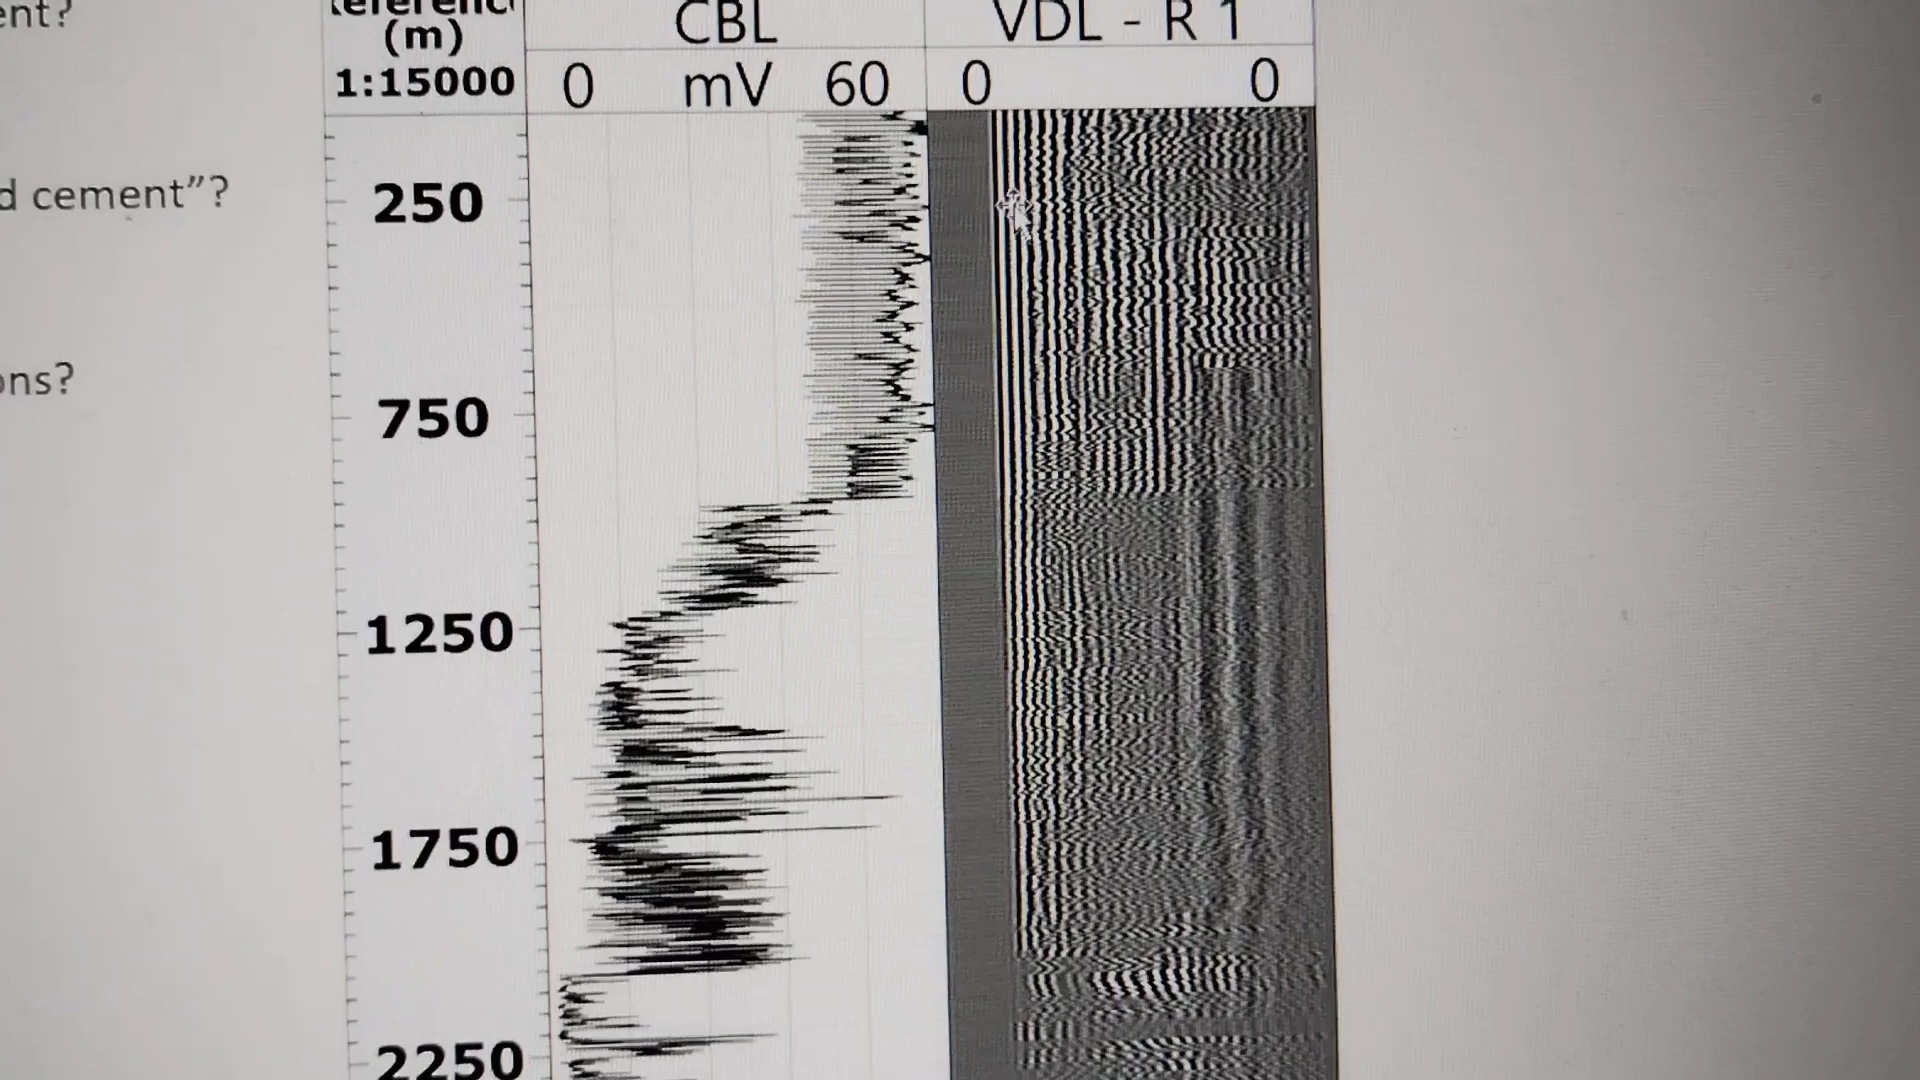 ent?
d cement”?
ons?
(m)
1:15000
CBL
0 mV 60
VDL - R 1
0 0
250
750
1250
1750
2250